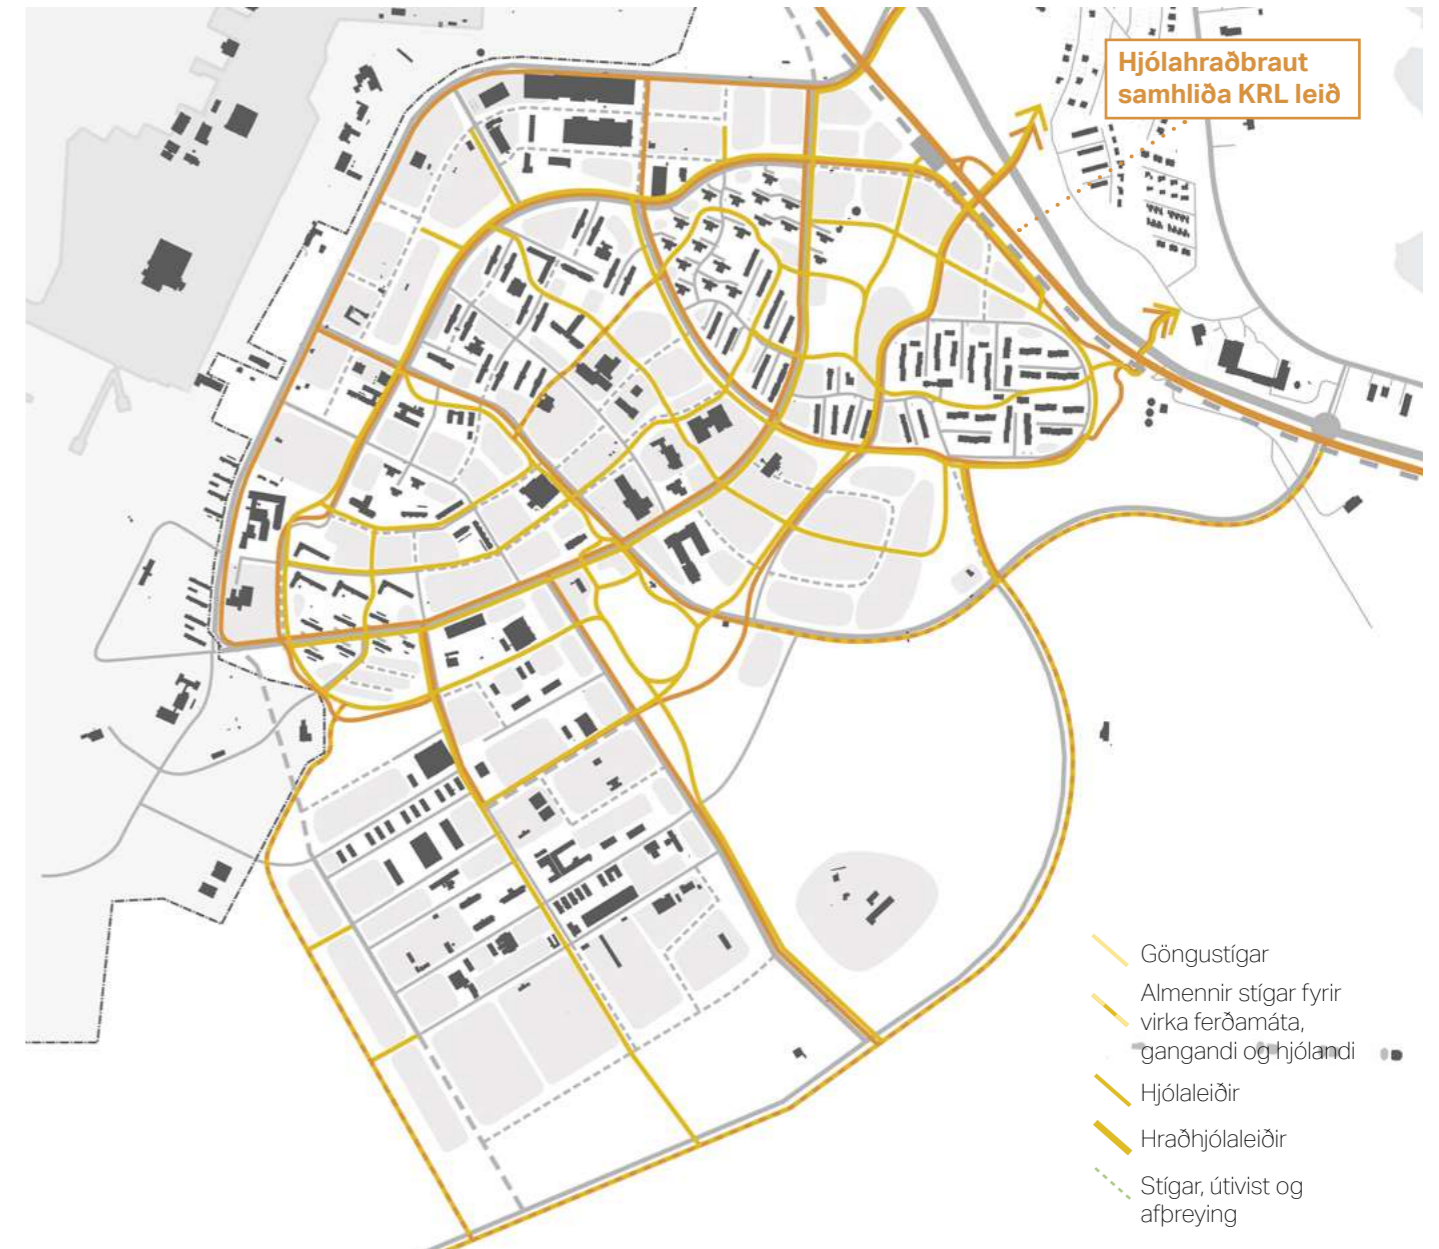 Hjólahraðbraut
samhliða KRL leið
Göngustígar
Almennir stígar fyrir
virka ferðamáta,
gangandi og hjólandi
Hjólaleiðir
Hraðhjólaleiðir
Stígar, útivist og
afþreying